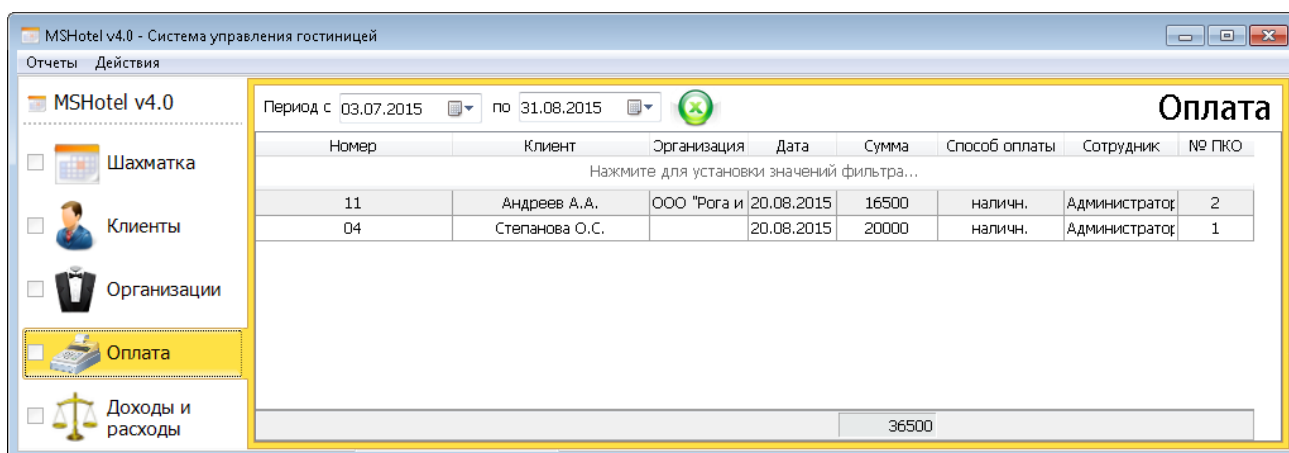 MSHotel v4.0 - Система управления гостиницей
Отчеты Действия
MSHotel v4.0
Период с 03.07.2015 по 31.08.2015 Оплата
Номер Клиент Организация Дата Сумма Способ оплаты Сотрудник № ПКО
Нажмите для установки значений фильтра...
11 Андреев А.А. ООО "Рога и 20.08.2015 16500 наличн. Администратор 2
04 Степанова О.С. 20.08.2015 20000 наличн. Администратор 1
36500
Шахматка
Клиенты
Организации
Оплата
Доходы и
расходы